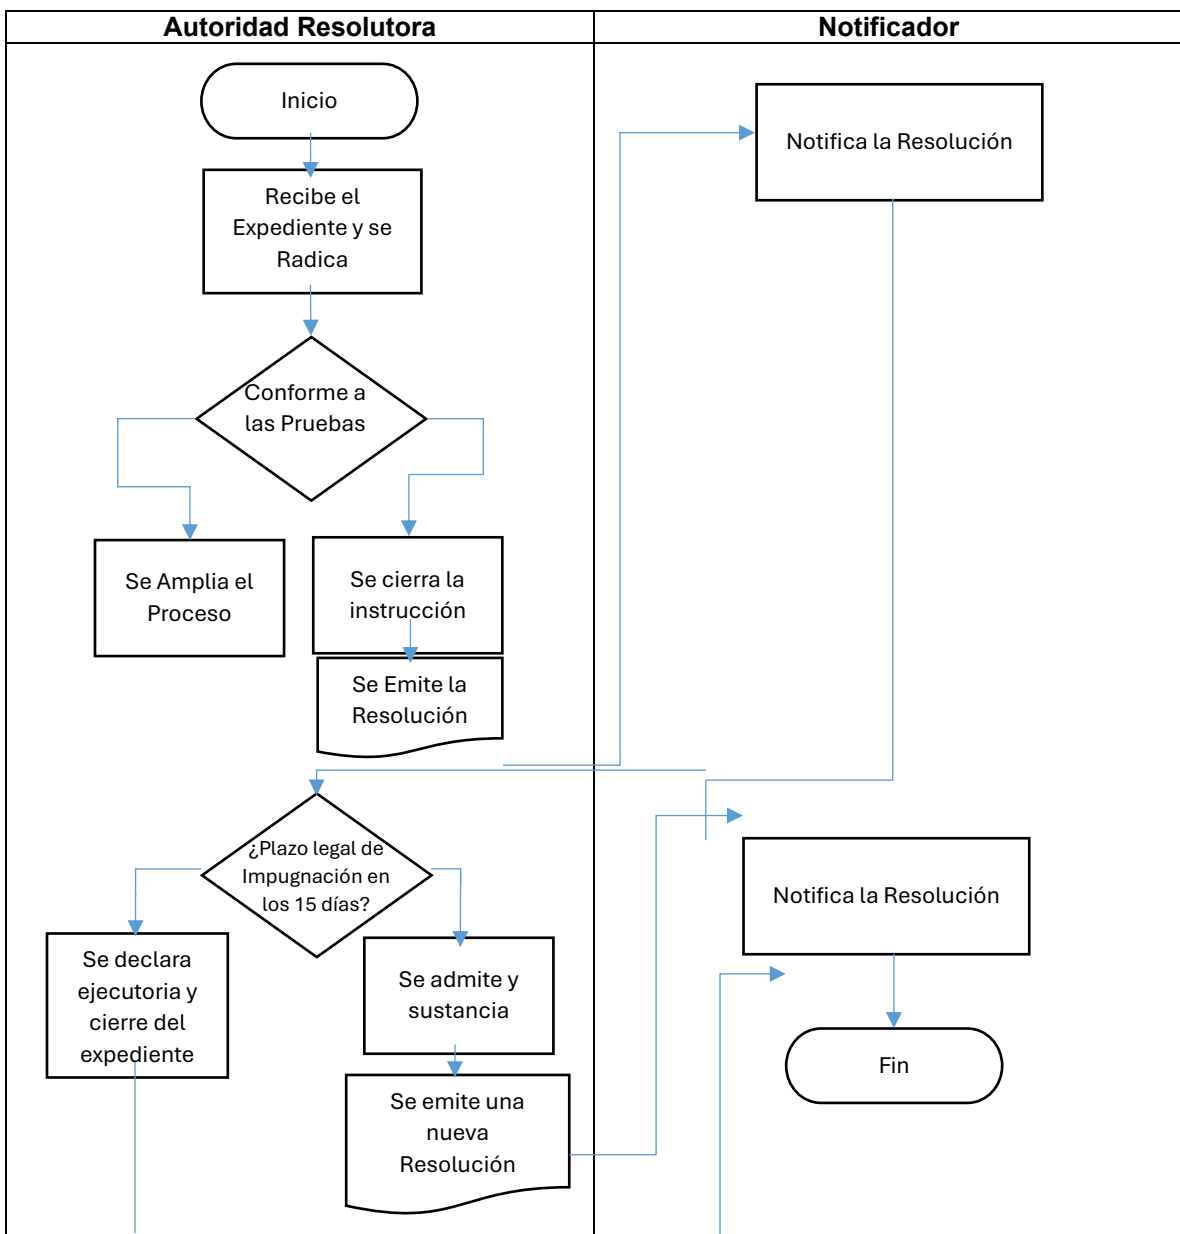 Autoridad Resolutora
Notificador
Inicio
Recibe el
Expediente y se
Radica
Conforme a
las Pruebas
Se Amplia el
Proceso
Se cierra la
instrucción
Se Emite la
Resolución
Notifica la Resolución
¿Plazo legal de
Impugnación en
los 15 días?
Se declara
ejecutoria y
cierre del
expediente
Se admite y
sustancia
Se emite una
nueva
Resolución
Notifica la Resolución
Fin